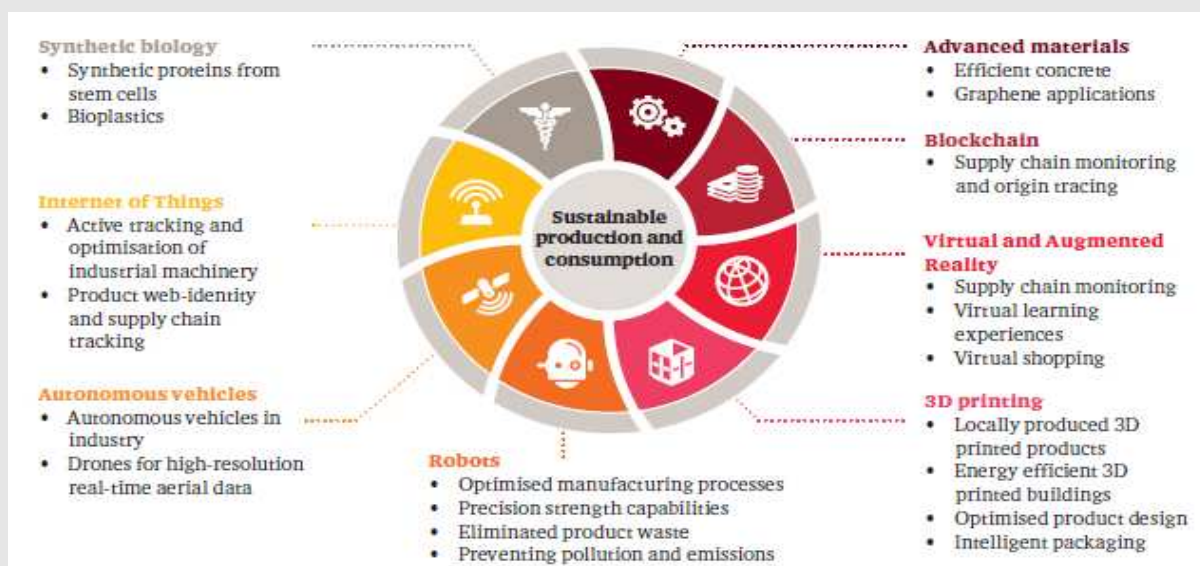 Synthetic biology
• Synthetic proteins from
stem cells
• Bioplastics
Internet of Things
• Active tracking and
optimisation of
industrial machinery
• Product web-identity
and supply chain
tracking
Autonomous vehicles
• Autonomous vehicles in
industry
• Drones for high-resolution
real-time aerial data
Sustainable
production and
consumption
Robots
• Optimised manufacturing processes
• Precision strength capabilities
• Eliminated product waste
• Preventing pollution and emissions
Advanced materials
• Efficient concrete
• Graphene applications
Blockchain
• Supply chain monitoring
and origin tracing
Virtual and Augmented
Reality
• Supply chain monitoring
• Virtual learning
experiences
• Virtual shopping
3D printing
• Locally produced 3D
printed products
• Energy efficient 3D
printed buildings
• Optimised product design
• Intelligent packaging